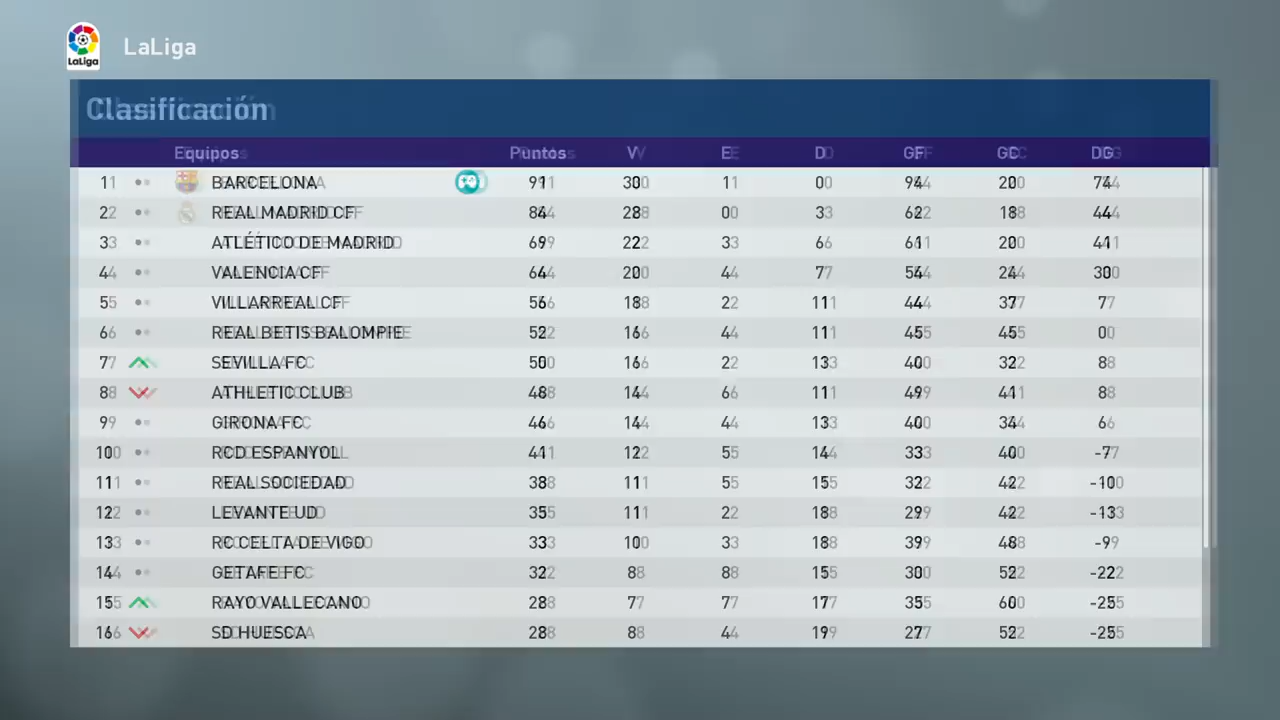 LaLiga
LaLiga
Clasificación
Equipos Puntos V E D GF GC DG
1 BARCELONA 91 30 1 0 94 20 74
2 REAL MADRID CF 84 28 0 3 62 18 44
3 ATLÉTICO DE MADRID 69 22 3 6 61 20 41
4 VALENCIA CF 64 20 4 7 54 24 30
5 VILLARREAL CF 56 18 2 11 44 37 7
6 REAL BETIS BALOMPIE 52 16 4 11 45 45 0
7 SEVILLA FC 50 16 2 13 40 32 8
8 ATHLETIC CLUB 48 14 6 11 49 41 8
9 GIRONA FC 46 14 4 13 40 34 6
10 RCD ESPANYOL 41 12 5 14 33 40 -7
11 REAL SOCIEDAD 38 11 5 15 32 42 -10
12 LEVANTE UD 35 11 2 18 29 42 -13
13 RC CELTA DE VIGO 33 10 3 18 39 48 -9
14 GETAFE FC 32 8 8 15 30 52 -22
15 RAYO VALLECANO 28 7 7 17 35 60 -25
16 SD HUESCA 28 8 4 19 27 52 -25